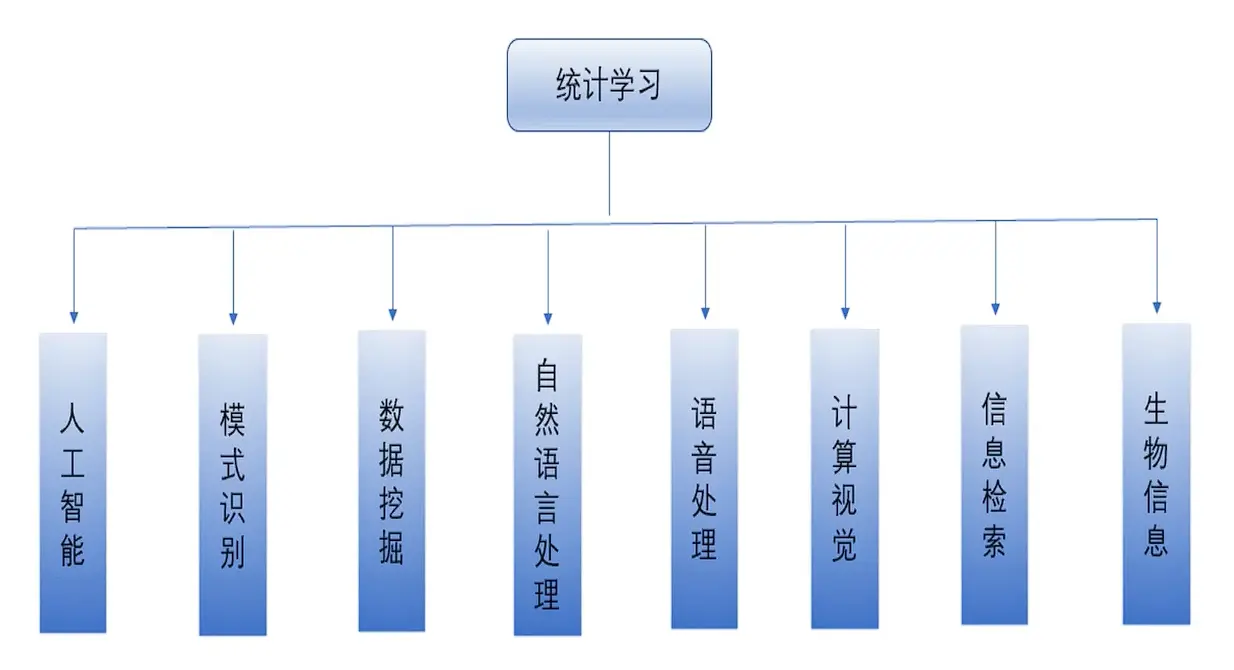 统计学习
人工智能
模式识别
数据挖掘
自然语言处理
语音处理
计算视觉
信息检索
生物信息